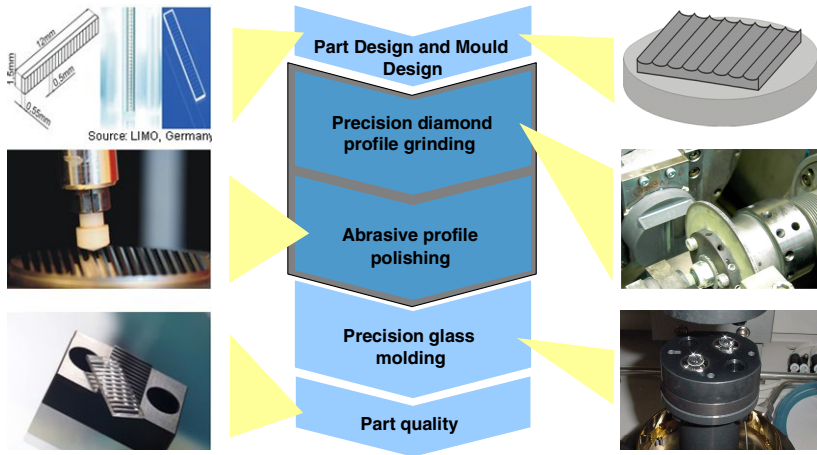 12mm
1,5mm
0,5mm
0,55mm
Source: LIMO, Germany
Part Design and Mould
Design
Precision diamond
profile grinding
Abrasive profile
polishing
Precision glass
molding
Part quality